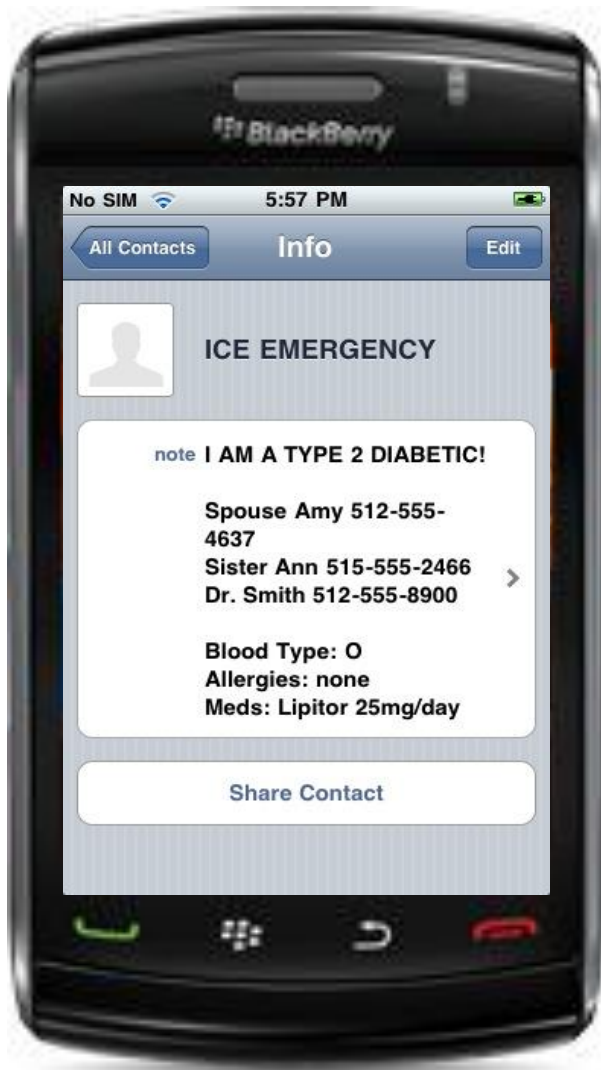 BlackBerry
No SIM 5:57 PM
All Contacts Info Edit
ICE EMERGENCY
note I AM A TYPE 2 DIABETIC!
Spouse Amy 512-555-
4637
Sister Ann 515-555-2466
Dr. Smith 512-555-8900
Blood Type: O
Allergies: none
Meds: Lipitor 25mg/day
Share Contact